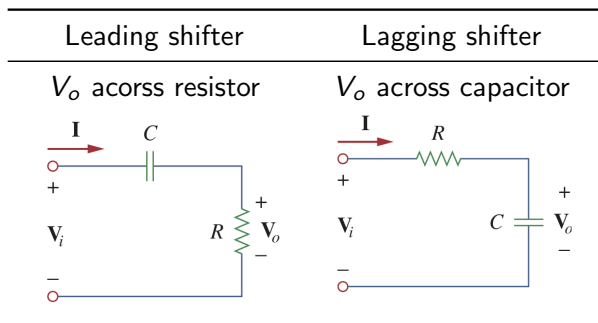 Leading shifter Lagging shifter
V_o acorss resistor V_o across capacitor
I C I R
+ +
+ +
V_i R V_o V_i C V_o
− −
− −